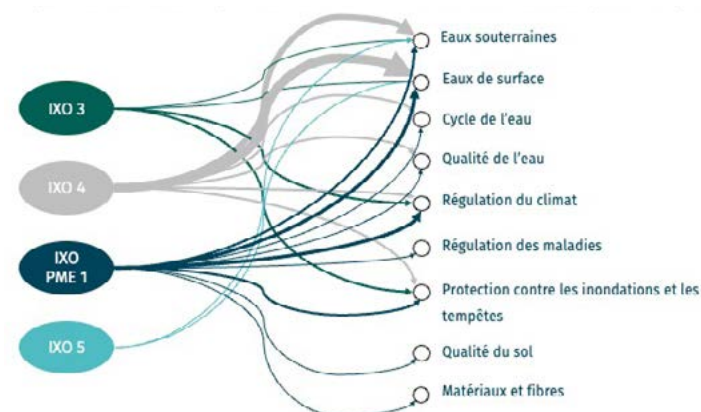 IXO 3
IXO 4
IXO
PME 1
IXO 5
Eaux souterraines
Eaux de surface
Cycle de l'eau
Qualité de l'eau
Régulation du climat
Régulation des maladies
Protection contre les inondations et les
tempêtes
Qualité du sol
Matériaux et fibres